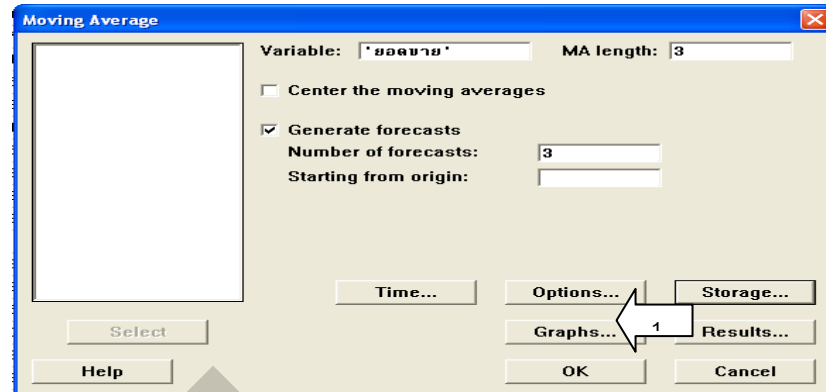 Moving Average
Variable: 'ยอดขาย' MA length: 3
Center the moving averages
Generate forecasts
Number of forecasts: 3
Starting from origin:
Time... Options... Storage...
Select Graphs... 1 Results...
Help OK Cancel